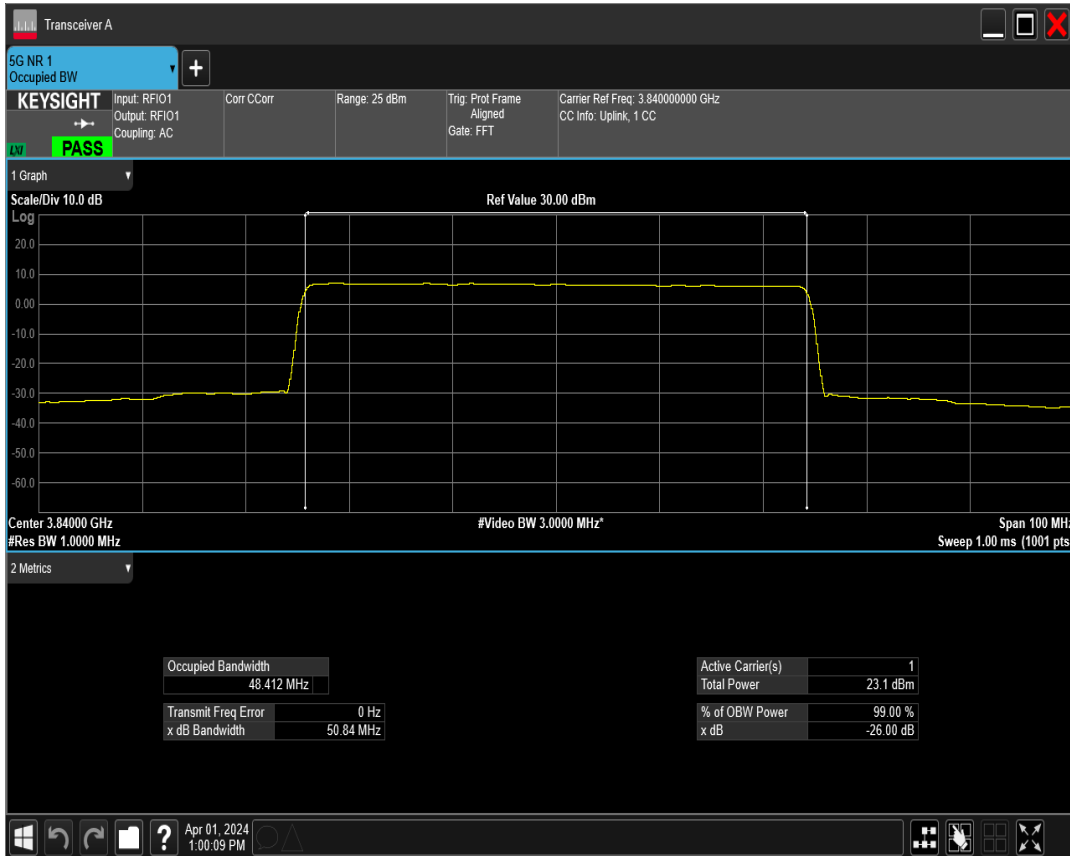 Transceiver A
5G NR 1
Occupied BW
KEYSIGHT
LXI
PASS
Input: RFIO1
Output: RFIO1
Coupling: AC
Corr CCorr
Range: 25 dBm
Trig: Prot Frame
Aligned
Gate: FFT
Carrier Ref Freq: 3.840000000 GHz
CC Info: Uplink, 1 CC
1 Graph
Scale/Div 10.0 dB
Ref Value 30.00 dBm
Log
20.0
10.0
0.00
-10.0
-20.0
-30.0
-40.0
-50.0
-60.0
Center 3.84000 GHz
#Video BW 3.0000 MHz*
Span 100 MHz
#Res BW 1.0000 MHz
Sweep 1.00 ms (1001 pts
2 Metrics
Occupied Bandwidth
48.412 MHz
Transmit Freq Error 0 Hz
x dB Bandwidth 50.84 MHz
Active Carrier(s) 1
Total Power 23.1 dBm
% of OBW Power 99.00 %
x dB -26.00 dB
Apr 01, 2024
1:00:09 PM